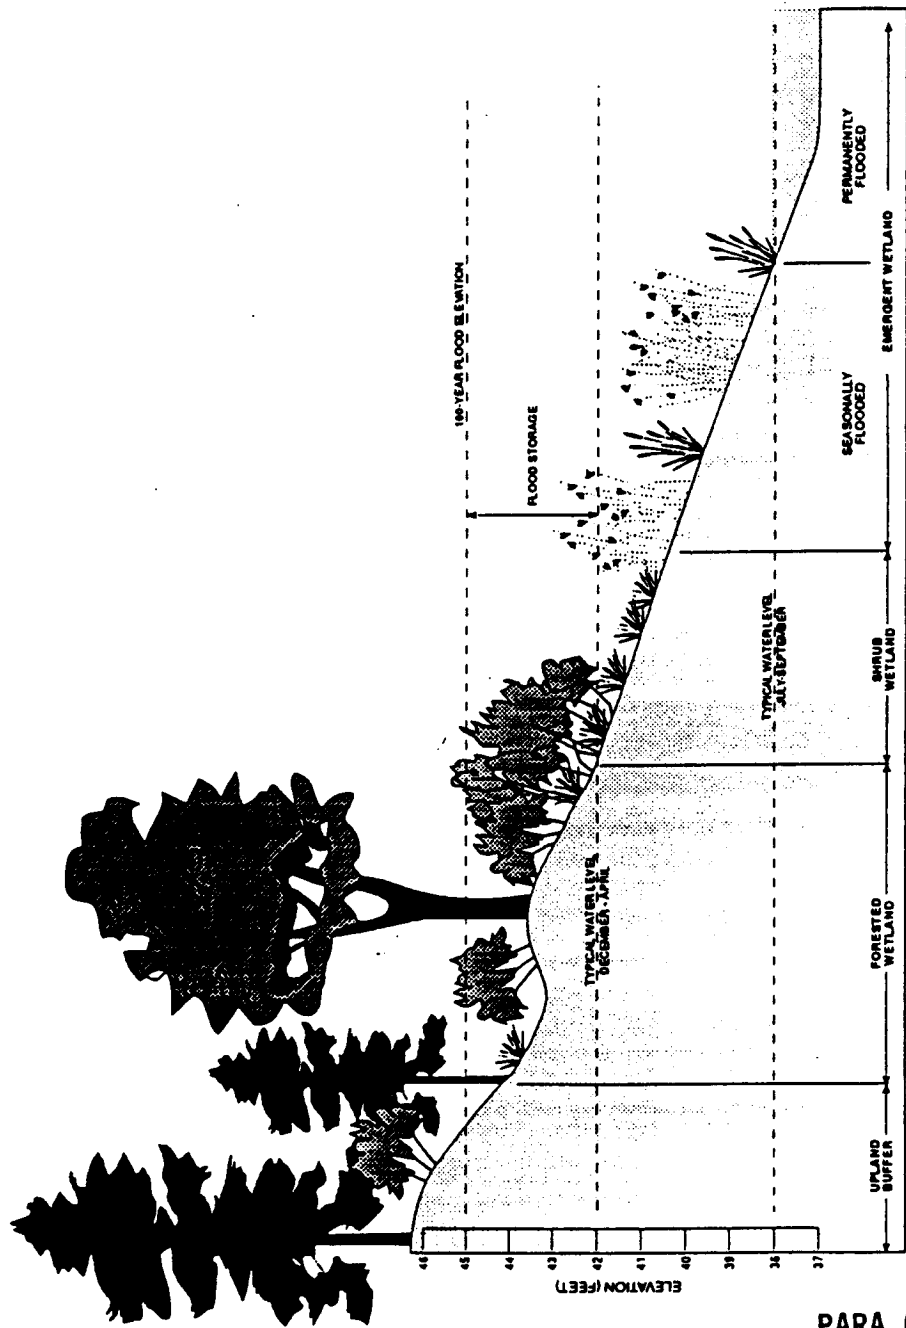 100-YEAR FLOOD ELEVATION
FLOOD STORAGE
TYPICAL WATER LEVEL
DECEMBER - APRIL
TYPICAL WATER LEVEL
JULY-SEPTEMBER
ELEVATION (FEET)
46
45
44
43
42
41
40
39
38
37
UPLAND
BUFFER
FORESTED
WETLAND
SHRUB
WETLAND
SEASONALLY
FLOODED
PERMANENTLY
FLOODED
EMERGENT WETLAND
PARA